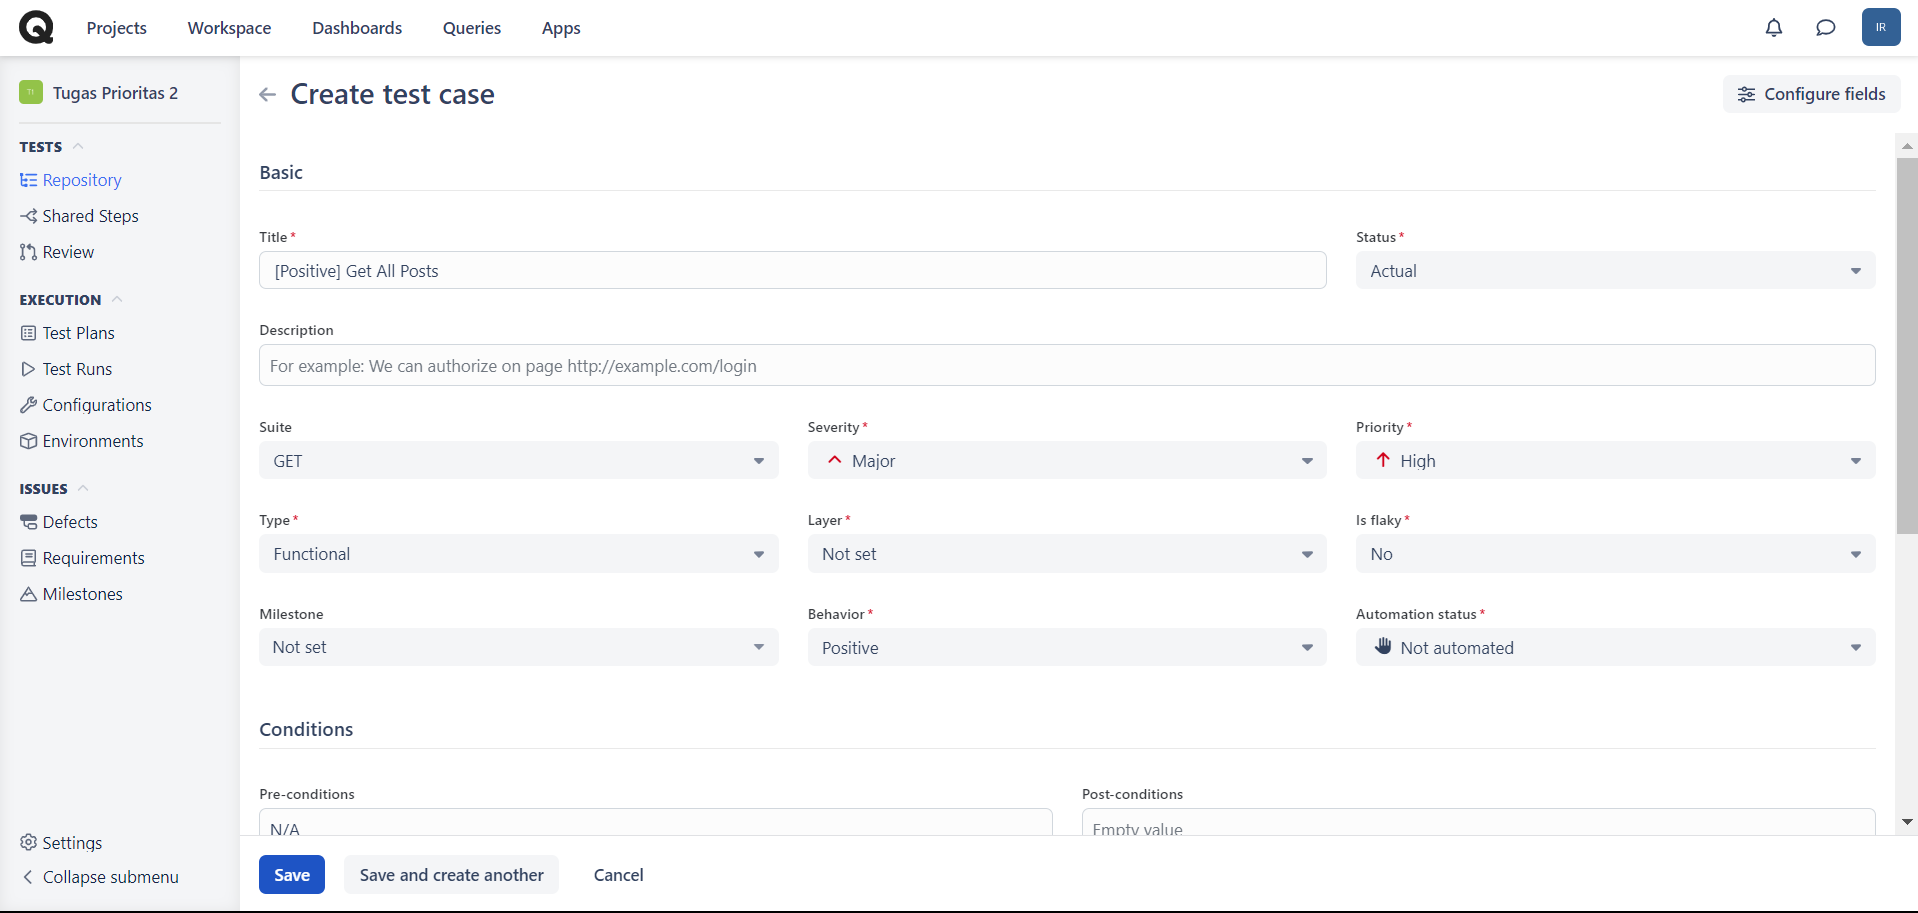 Projects Workspace Dashboards Queries Apps IR
TI Tugas Prioritas 2
TESTS
Repository
Shared Steps
Review
EXECUTION
Test Plans
Test Runs
Configurations
Environments
ISSUES
Defects
Requirements
Milestones
Settings
Collapse submenu
Create test case
Configure fields
Basic
Title* Status*
[Positive] Get All Posts Actual
Description
For example: We can authorize on page http://example.com/login
Suite Severity* Priority*
GET Major High
Type* Layer* Is flaky*
Functional Not set No
Milestone Behavior* Automation status*
Not set Positive Not automated
Conditions
Pre-conditions Post-conditions
N/A Empty value
Save Save and create another Cancel